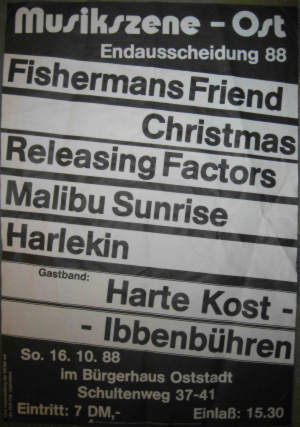 Musikszene - Ost
Endausscheidung 88
Fishermans Friend
Christmas
Releasing Factors
Malibu Sunrise
Harlekin
Gastband:
Harte Kost -
- Ibbenbühren
So. 16. 10. 88
im Bürgerhaus Oststadt
Schultenweg 37-41
Eintritt: 7 DM,-
Einlaß: 15.30